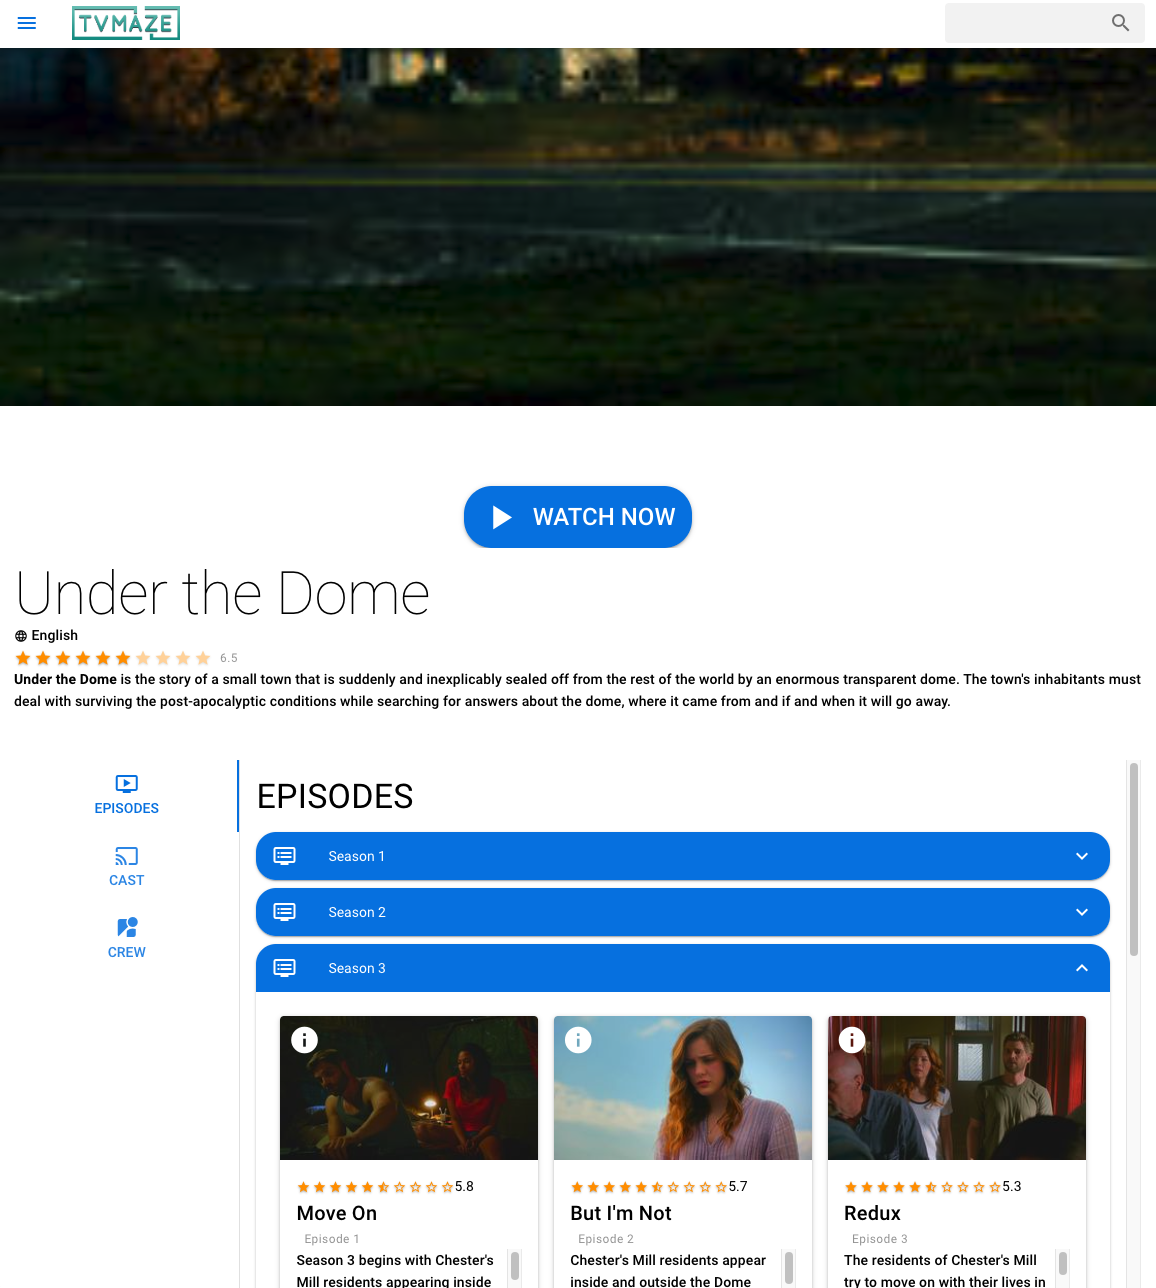 TVMAZE
WATCH NOW
Under the Dome
English
6.5
Under the Dome is the story of a small town that is suddenly and inexplicably sealed off from the rest of the world by an enormous transparent dome. The town's inhabitants must
deal with surviving the post-apocalyptic conditions while searching for answers about the dome, where it came from and if and when it will go away.
EPISODES
CAST
CREW
EPISODES
Season 1
Season 2
Season 3
5.8
Move On
Episode 1
Season 3 begins with Chester's
Mill residents appearing inside
5.7
But I'm Not
Episode 2
Chester's Mill residents appear
inside and outside the Dome
5.3
Redux
Episode 3
The residents of Chester's Mill
try to move on with their lives in